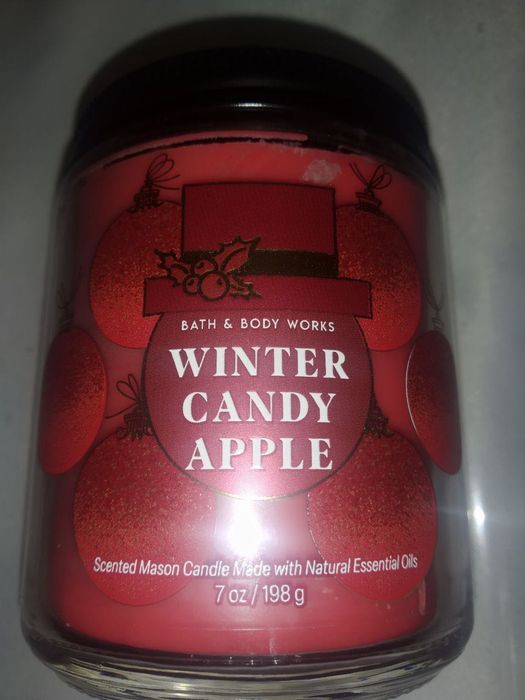 BATH & BODY WORKS
WINTER
CANDY
APPLE
Scented Mason Candle Made with Natural Essential Oils
7 oz / 198 g